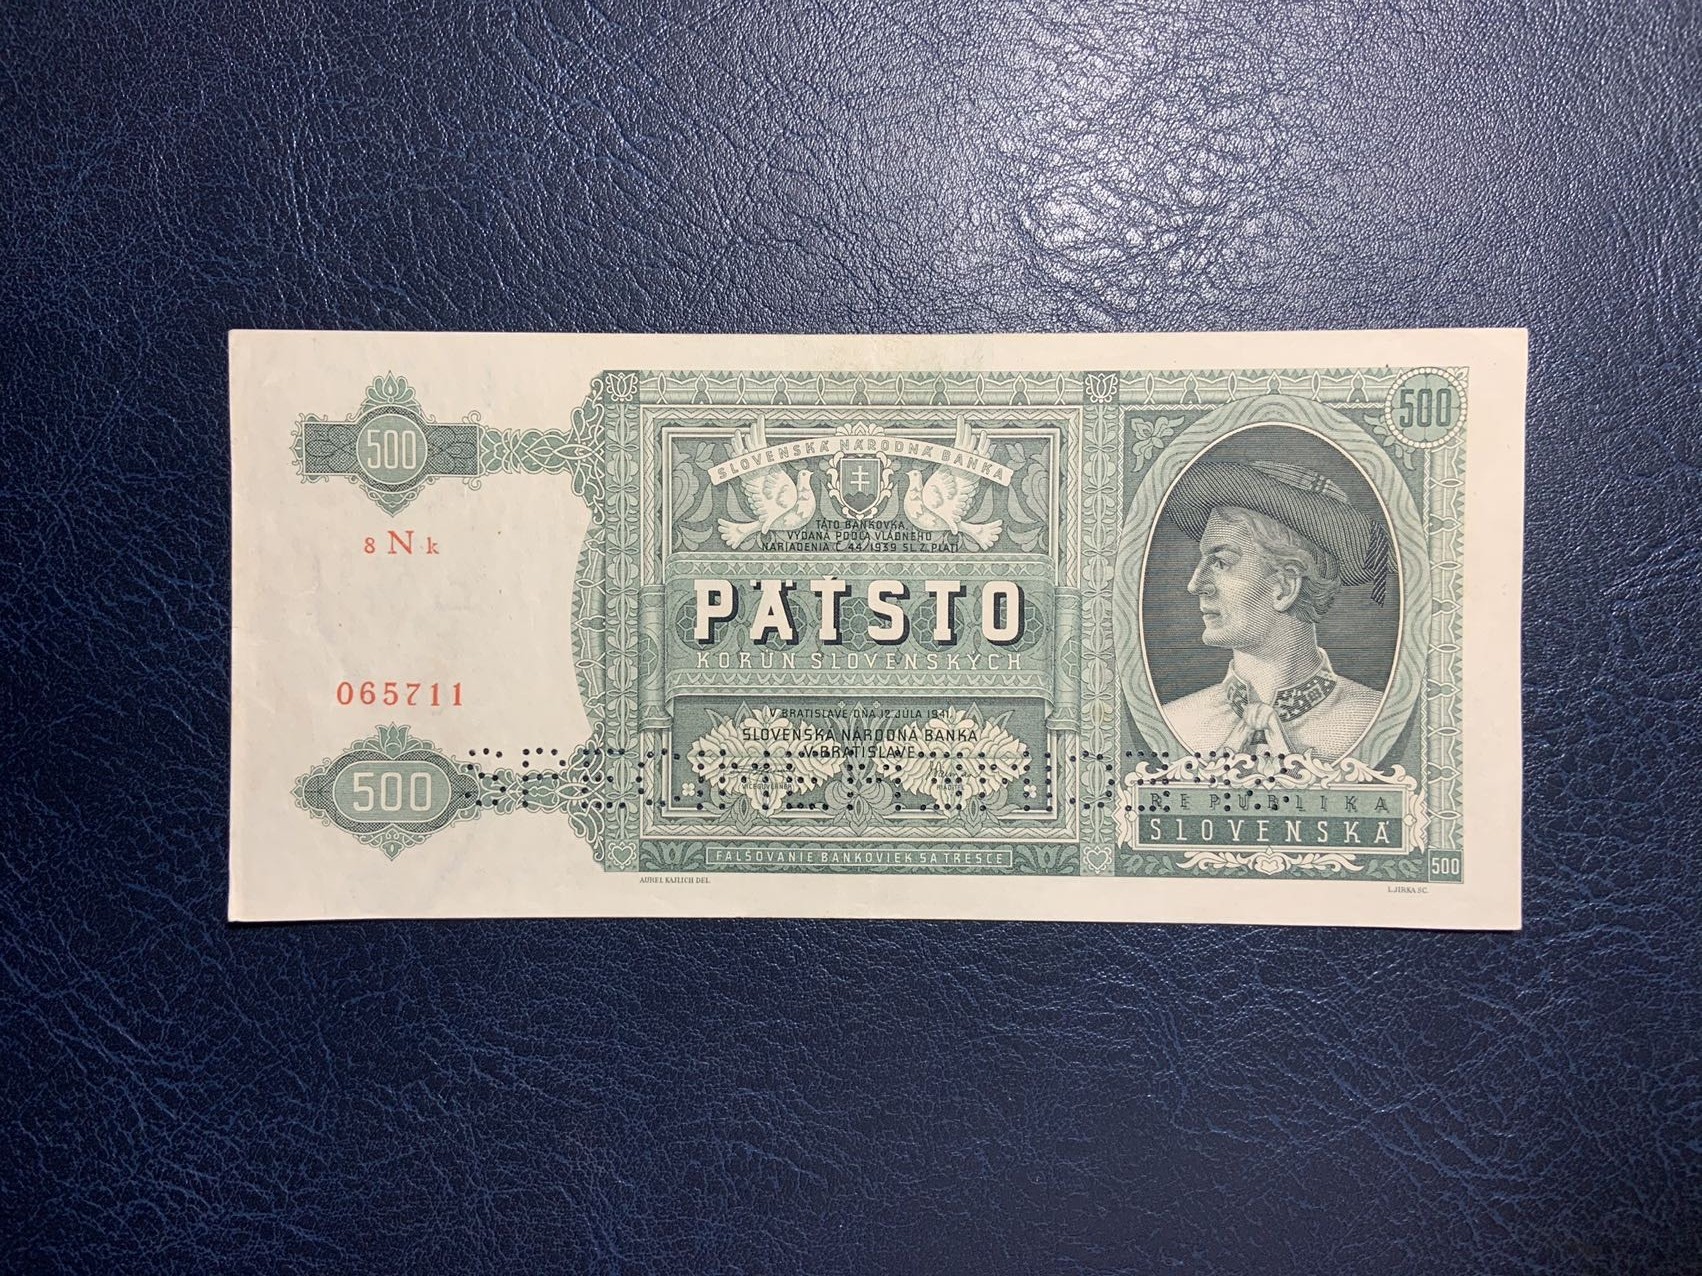 500
500
SLOVENSKÁ NÁRODNÁ BANKA
TÁTO BANKOVKA,
VYDANÁ PODĽA VLÁDNEHO
NARIADENIA Č. 44/1939 SL. Z. PLATÍ
8 N k
PÄŤSTO
KORÚN SLOVENSKÝCH
065711
V BRATISLAVE DŇA 12. JÚLA 1941
SLOVENSKÁ NÁRODNÁ BANKA
V BRATISLAVE
VICEGUVERNÉR
RIADITEĽ
500
REPUBLIKA
SLOVENSKÁ
FALŠOVANIE BANKOVIEK SA TRESCE
500
AUREL KAJLICH DEL.
L. JIRKA SC.